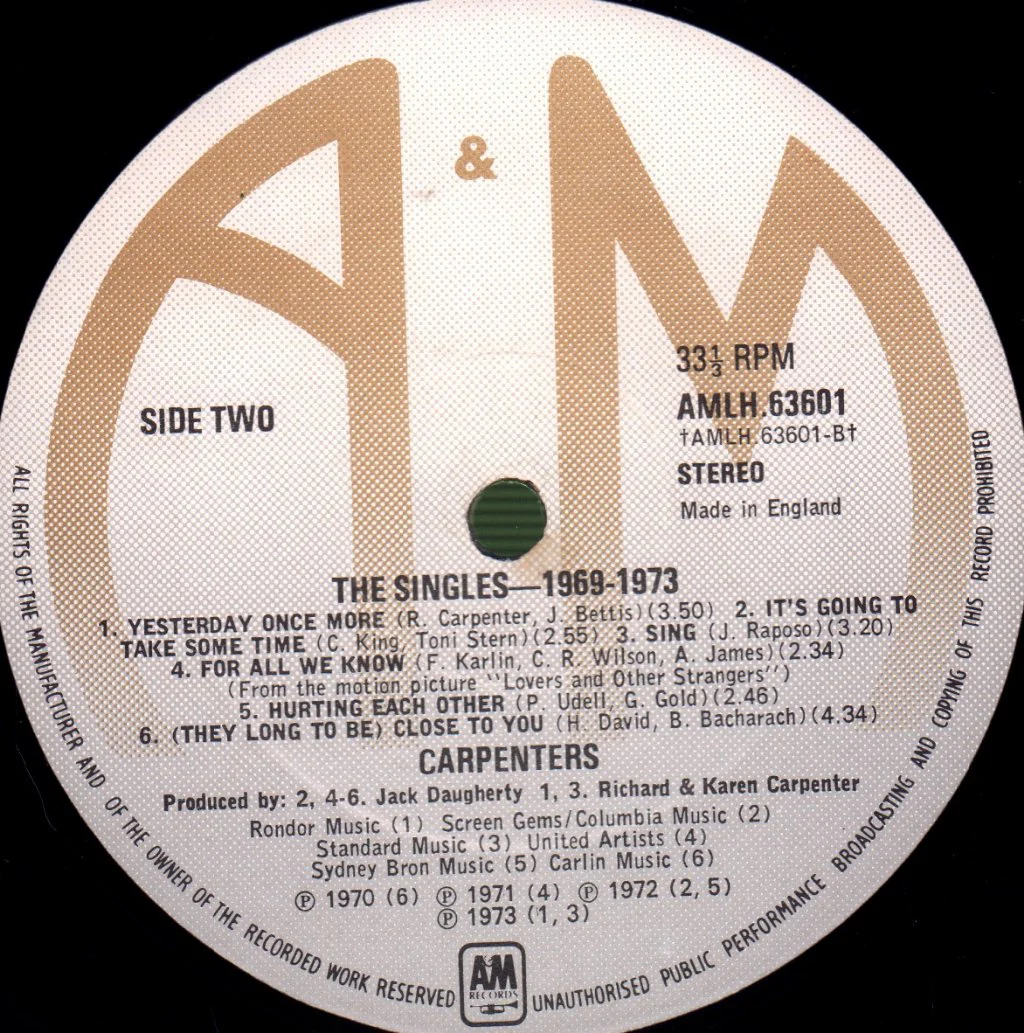 A & M
33⅓ RPM
SIDE TWO
AMLH.63601
†AMLH.63601-B†
STEREO
Made in England
THE SINGLES—1969-1973
1. YESTERDAY ONCE MORE (R. Carpenter, J. Bettis)(3.50) 2. IT'S GOING TO
TAKE SOME TIME (C. King, Toni Stern)(2.55) 3. SING (J. Raposo)(3.20)
4. FOR ALL WE KNOW (F. Karlin, C. R. Wilson, A. James)(2.34)
(From the motion picture "Lovers and Other Strangers")
5. HURTING EACH OTHER (P. Udell, G. Gold)(2.46)
6. (THEY LONG TO BE) CLOSE TO YOU (H. David, B. Bacharach)(4.34)
CARPENTERS
Produced by: 2, 4-6. Jack Daugherty 1, 3. Richard & Karen Carpenter
Rondor Music (1) Screen Gems/Columbia Music (2)
Standard Music (3) United Artists (4)
Sydney Bron Music (5) Carlin Music (6)
℗ 1970 (6) ℗ 1971 (4) ℗ 1972 (2, 5)
℗ 1973 (1, 3)
A&M
RECORDS
ALL RIGHTS OF THE MANUFACTURER AND OF THE OWNER OF THE RECORDED WORK RESERVED
UNAUTHORISED PUBLIC PERFORMANCE BROADCASTING AND COPYING OF THIS RECORD PROHIBITED